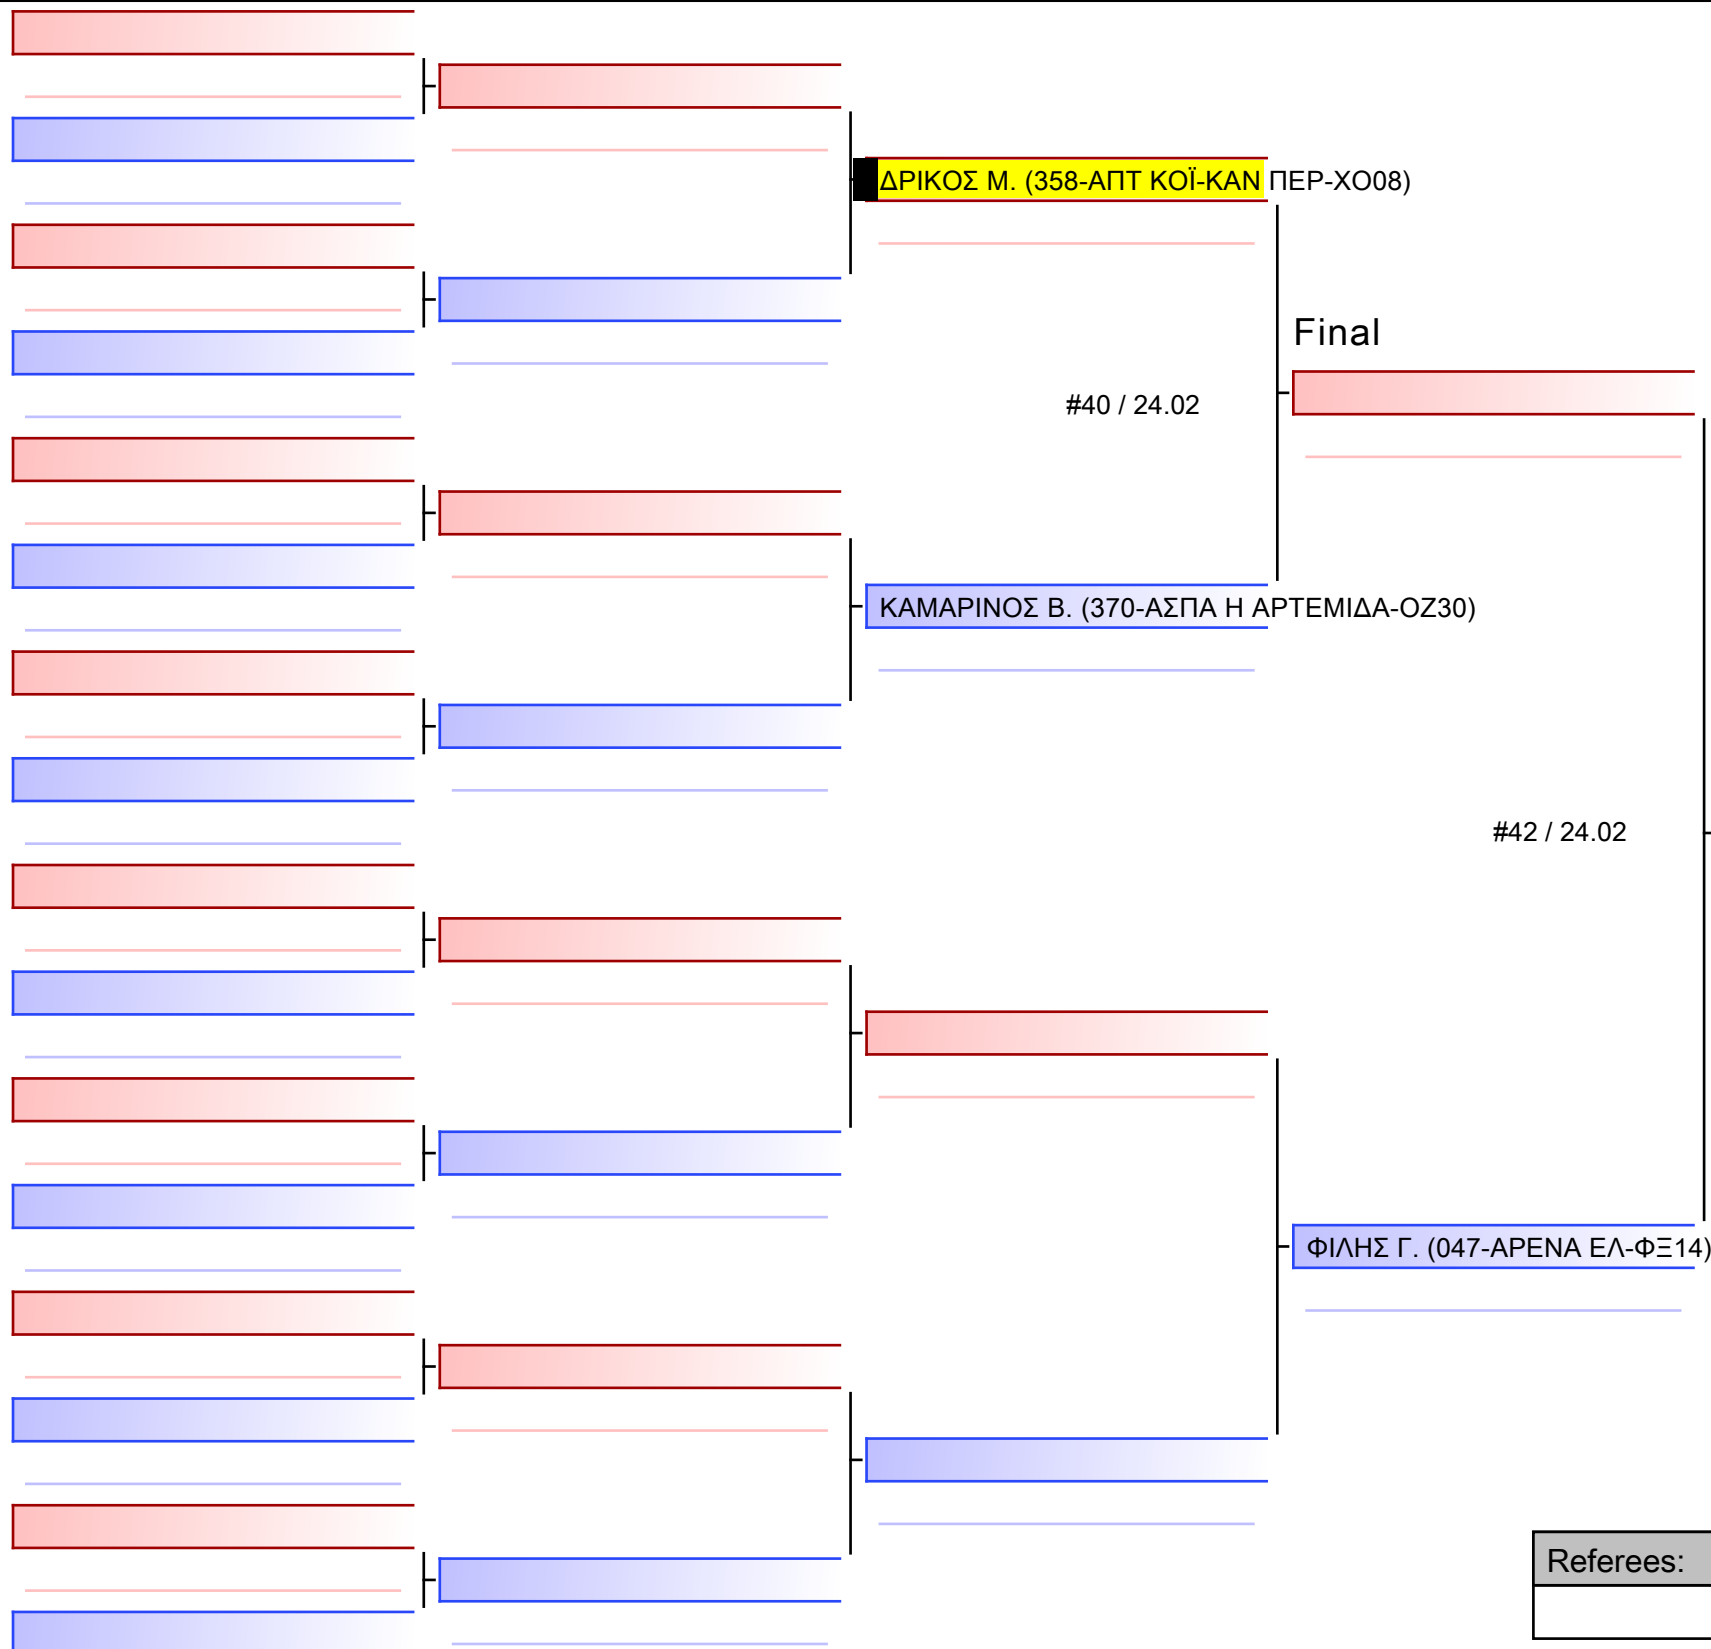 ΔΡΙΚΟΣ Μ. (358-ΑΠΤ ΚΟΪ-ΚΑΝ ΠΕΡ-ΧΟ08)
Final
#40 / 24.02
ΚΑΜΑΡΙΝΟΣ Β. (370-ΑΣΠΑ Η ΑΡΤΕΜΙΔΑ-ΟΖ30)
#42 / 24.02
ΦΙΛΗΣ Γ. (047-ΑΡΕΝΑ ΕΛ-ΦΞ14)
Referees: